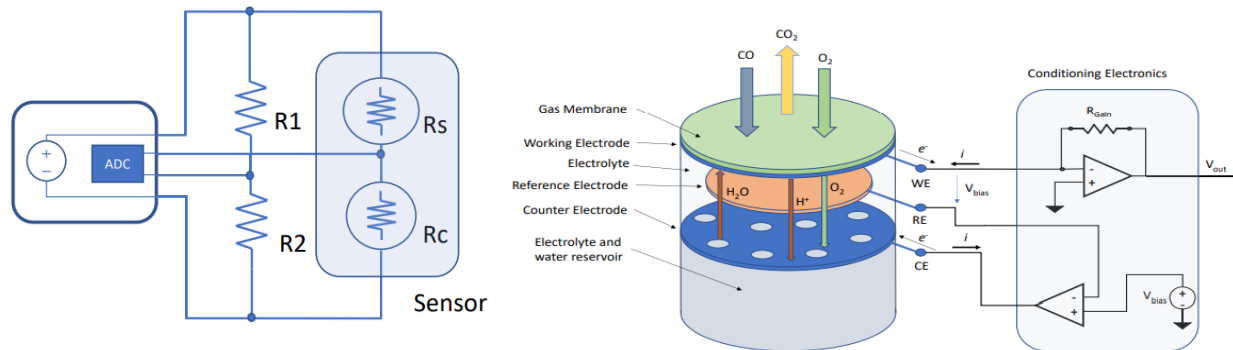 R1
Rs
ADC
R2
Rc
Sensor
CO2
CO
O2
Gas Membrane
Working Electrode
Electrolyte
Reference Electrode
Counter Electrode
Electrolyte and
water reservoir
H2O
H+
O2
e-
i
WE
Vbias
RE
e-
i
CE
Conditioning Electronics
RGain
-
+
Vout
-
+
Vbias
+
-